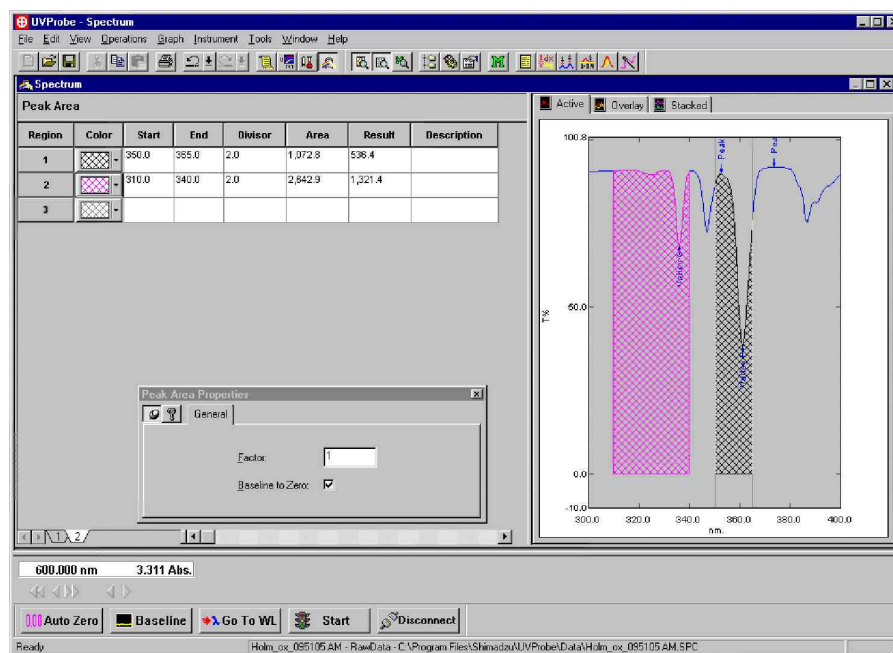 UVProbe - Spectrum
File Edit View Operations Graph Instrument Tools Window Help
Spectrum
Peak Area
Region Color Start End Divisor Area Result Description
1 350.0 365.0 2.0 1,072.8 536.4
2 310.0 340.0 2.0 2,642.9 1,321.4
3
Peak Area Properties
General
Factor: 1
Baseline to Zero:
1 2
Active Overlay Stacked
100.8
50.0
0.0
-10.0
T%
300.0 320.0 340.0 360.0 380.0 400.0
nm.
Peak
Pea
600.000 nm 3.311 Abs.
Auto Zero Baseline Go To WL Start Disconnect
Ready Holm_ox_095105.AM - RawData - C:\Program Files\Shimadzu\UVProbe\Data\Holm_ox_095105.AM.SPC